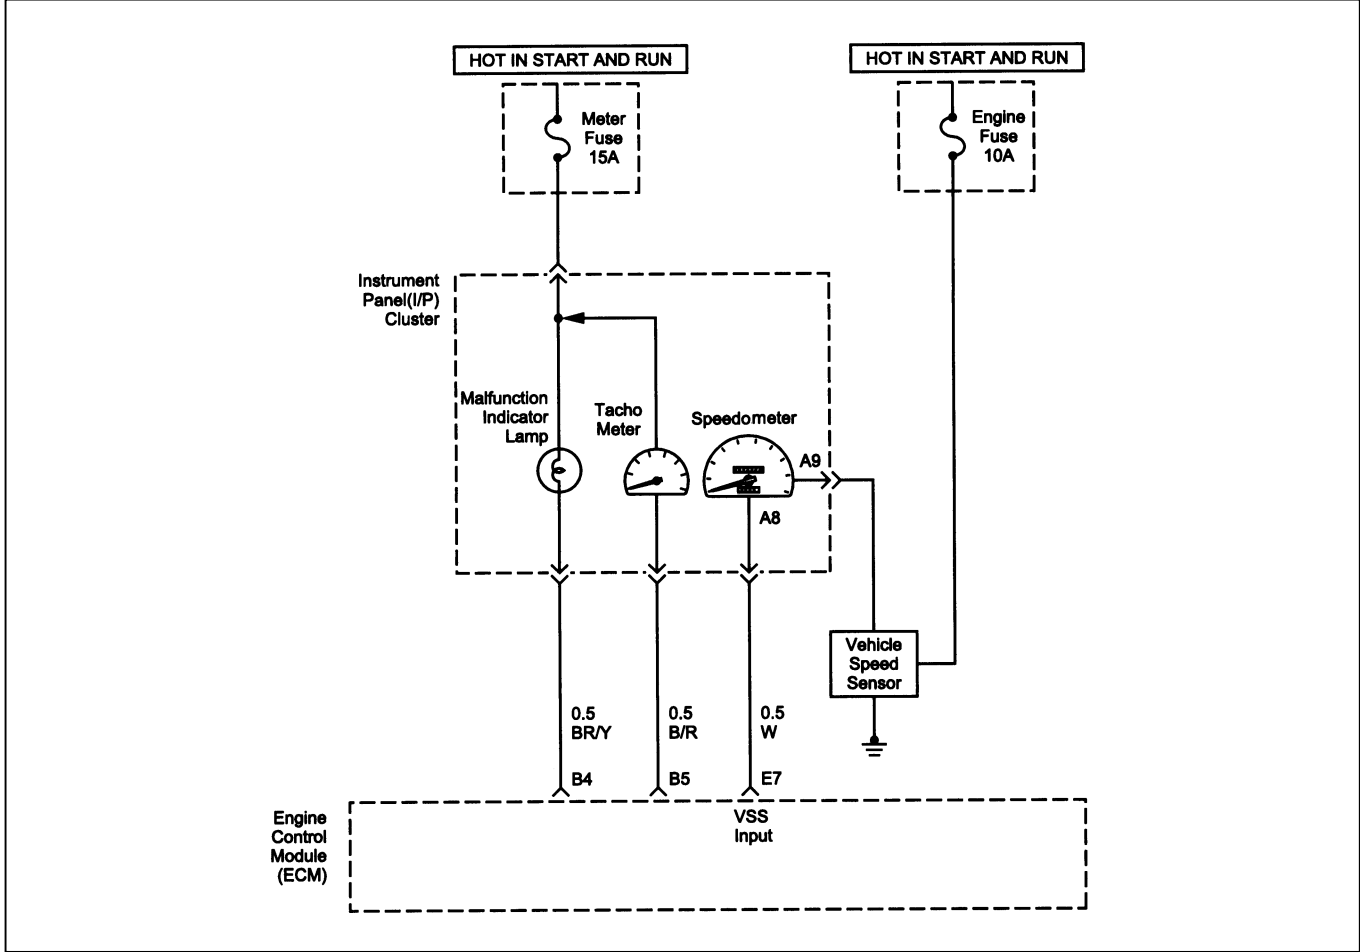 HOT IN START AND RUN
HOT IN START AND RUN
Meter
Fuse
15A
Engine
Fuse
10A
Instrument
Panel(I/P)
Cluster
Malfunction
Indicator
Lamp
Tacho
Meter
Speedometer
A9
A8
Vehicle
Speed
Sensor
0.5
BR/Y
0.5
B/R
0.5
W
B4
B5
E7
Engine
Control
Module
(ECM)
VSS
Input